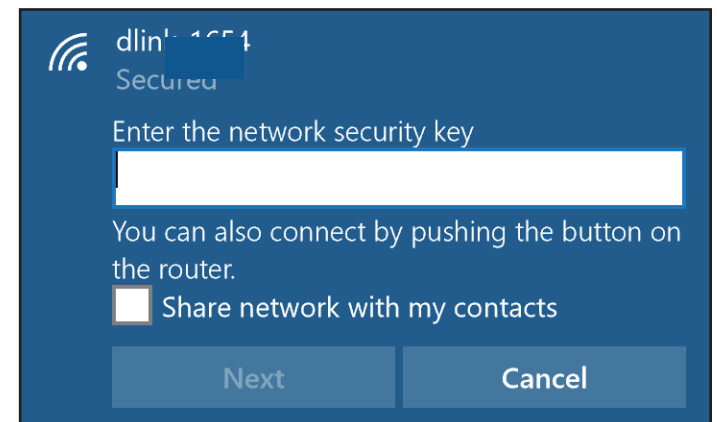 Secured
Enter the network security key
You can also connect by pushing the button on
the router.
Share network with my contacts
Next
Cancel